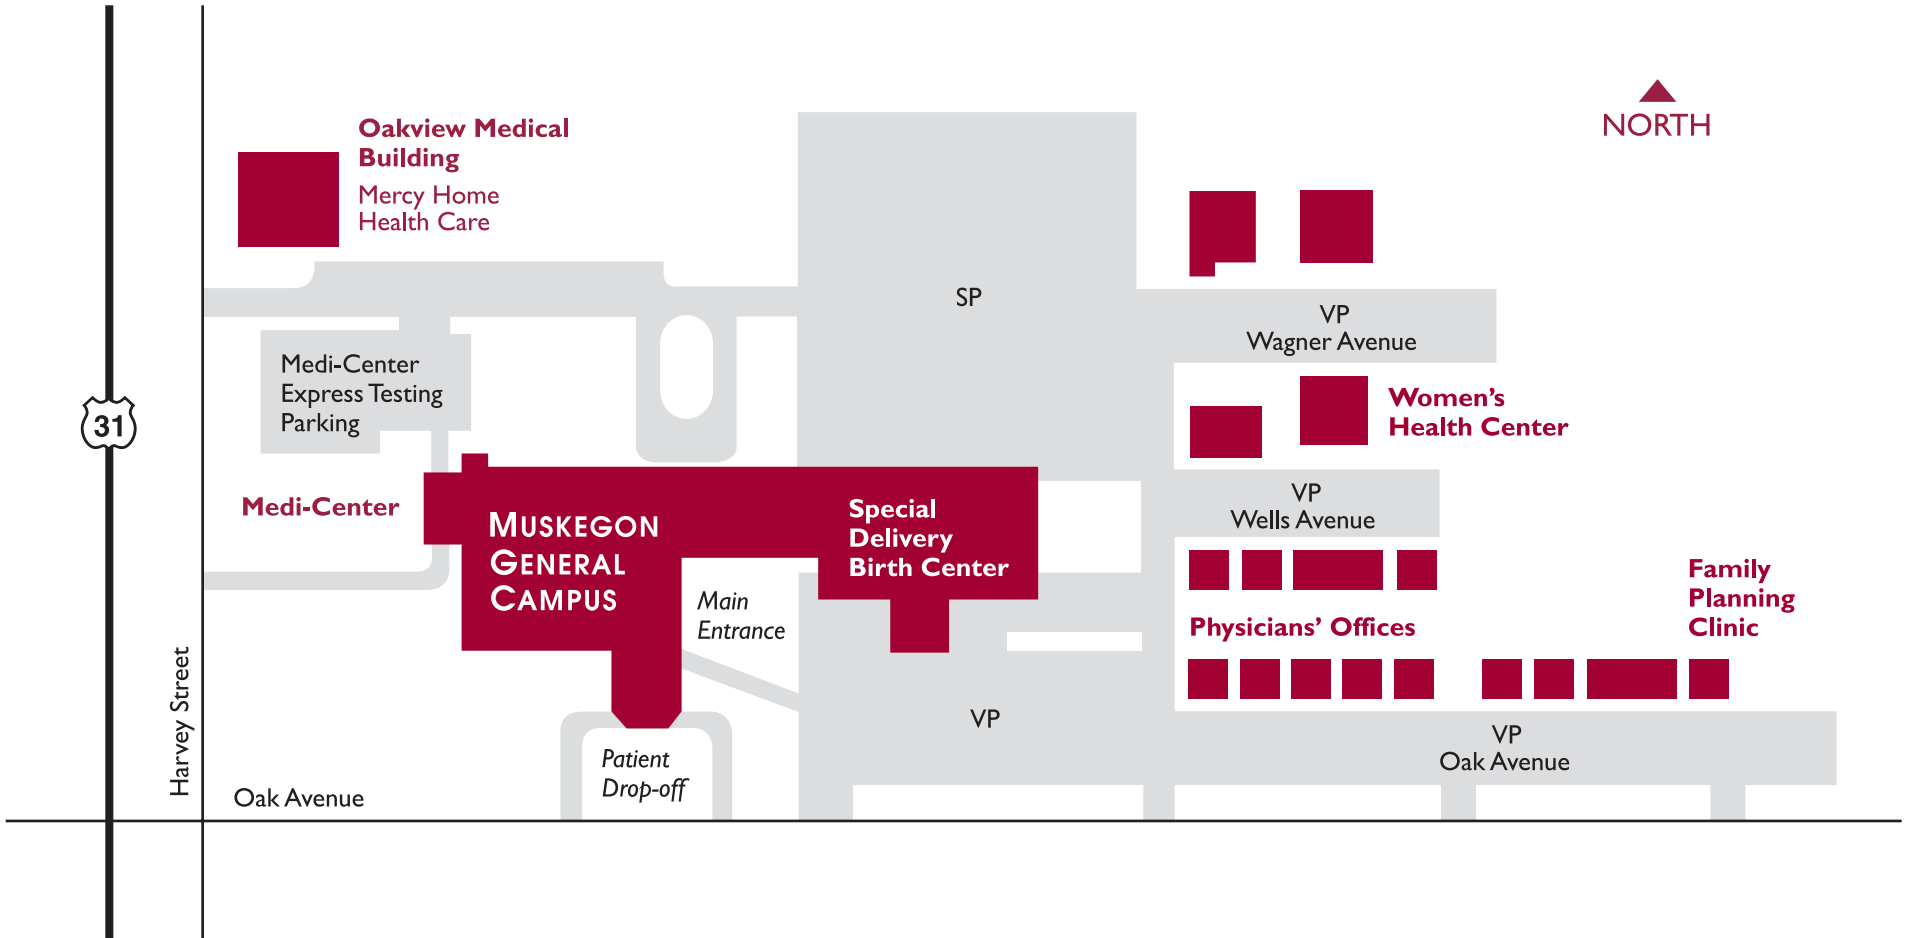 Oakview Medical
Building
Mercy Home
Health Care
NORTH
SP
VP
Wagner Avenue
Medi-Center
Express Testing
Parking
31
Women's
Health Center
Medi-Center
MUSKEGON
GENERAL
CAMPUS
Special
Delivery
Birth Center
VP
Wells Avenue
Main
Entrance
Physicians' Offices
Family
Planning
Clinic
Harvey Street
VP
VP
Oak Avenue
Patient
Drop-off
Oak Avenue